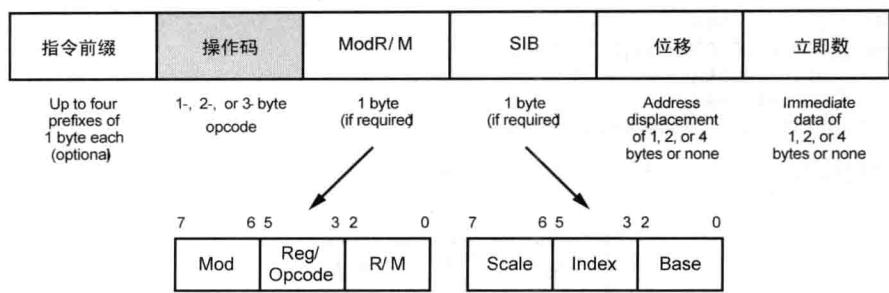 指令前缀
操作码
ModR/ M
SIB
位移
立即数
Up to four
prefixes of
1 byte each
(optional)
1-, 2-, or 3- byte
opcode
1 byte
(if required)
1 byte
(if required)
Address
displacement
of 1, 2, or 4
bytes or none
Immediate
data of
1, 2, or 4
bytes or none
7 6 5 3 2 0
Mod
Reg/
Opcode
R/ M
7 6 5 3 2 0
Scale
Index
Base